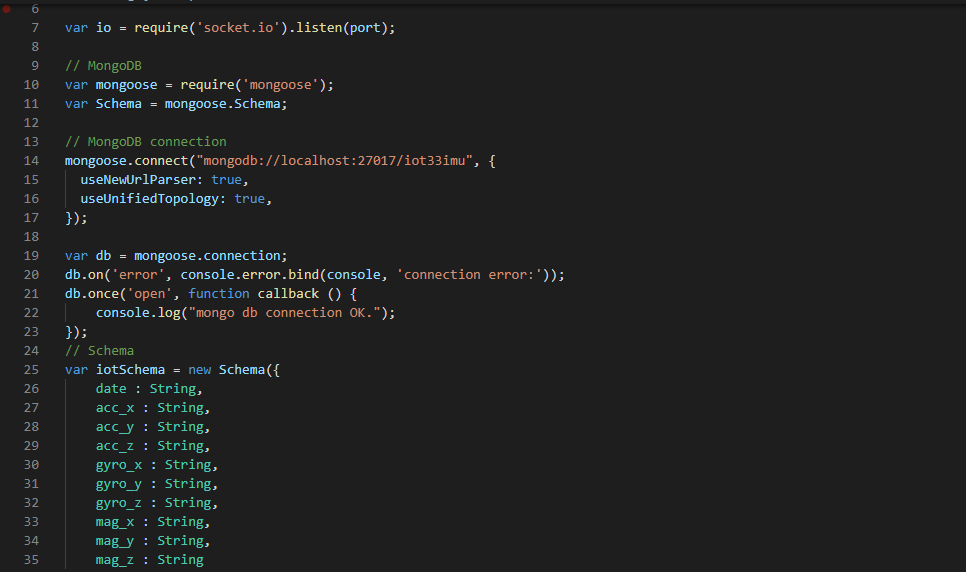 6
7 var io = require('socket.io').listen(port);
8
9 // MongoDB
10 var mongoose = require('mongoose');
11 var Schema = mongoose.Schema;
12
13 // MongoDB connection
14 mongoose.connect("mongodb://localhost:27017/iot33imu", {
15   useNewUrlParser: true,
16   useUnifiedTopology: true,
17 });
18
19 var db = mongoose.connection;
20 db.on('error', console.error.bind(console, 'connection error:'));
21 db.once('open', function callback () {
22     console.log("mongo db connection OK.");
23 });
24 // Schema
25 var iotSchema = new Schema({
26     date : String,
27     acc_x : String,
28     acc_y : String,
29     acc_z : String,
30     gyro_x : String,
31     gyro_y : String,
32     gyro_z : String,
33     mag_x : String,
34     mag_y : String,
35     mag_z : String